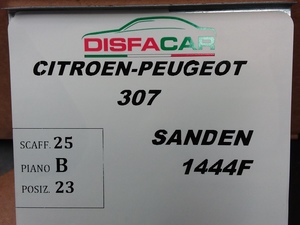 DISFACAR
CITROEN-PEUGEOT
307
SCAFF. 25
PIANO B
POSIZ. 23
SANDEN
1444F